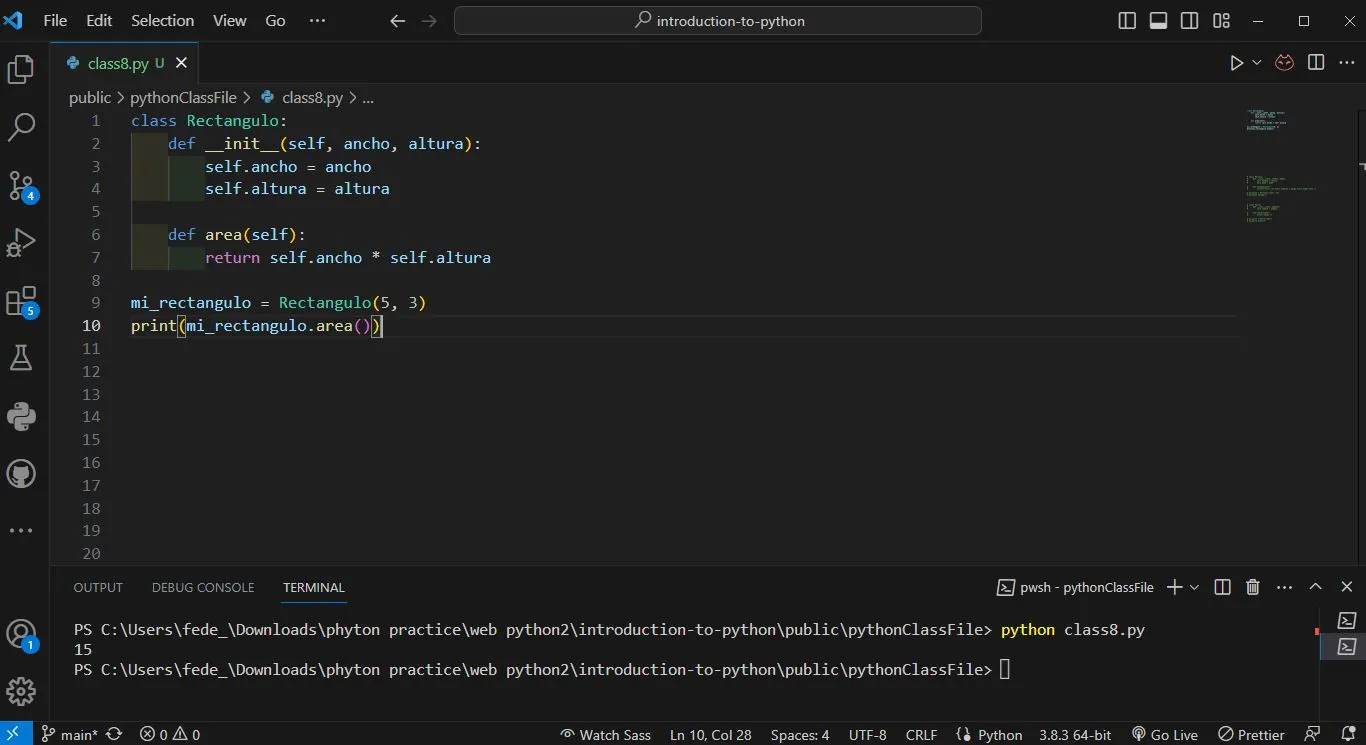 File Edit Selection View Go ··· introduction-to-python
class8.py U
public > pythonClassFile > class8.py > ...
1 class Rectangulo:
2     def __init__(self, ancho, altura):
3         self.ancho = ancho
4         self.altura = altura
5
6     def area(self):
7         return self.ancho * self.altura
8
9 mi_rectangulo = Rectangulo(5, 3)
10 print(mi_rectangulo.area())
11
12
13
14
15
16
17
18
19
20
4
5
1
OUTPUT DEBUG CONSOLE TERMINAL pwsh - pythonClassFile
PS C:\Users\fede_\Downloads\phyton practice\web python2\introduction-to-python\public\pythonClassFile> python class8.py
15
PS C:\Users\fede_\Downloads\phyton practice\web python2\introduction-to-python\public\pythonClassFile>
main* 0 0 Watch Sass Ln 10, Col 28 Spaces: 4 UTF-8 CRLF Python 3.8.3 64-bit Go Live Prettier